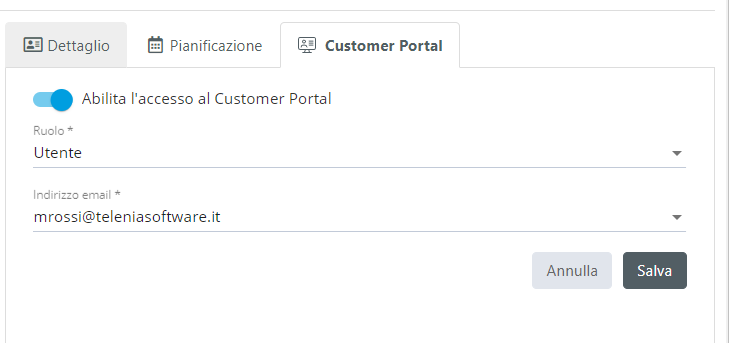 Dettaglio Pianificazione Customer Portal
Abilita l'accesso al Customer Portal
Ruolo *
Utente
Indirizzo email *
mrossi@teleniasoftware.it
Annulla Salva